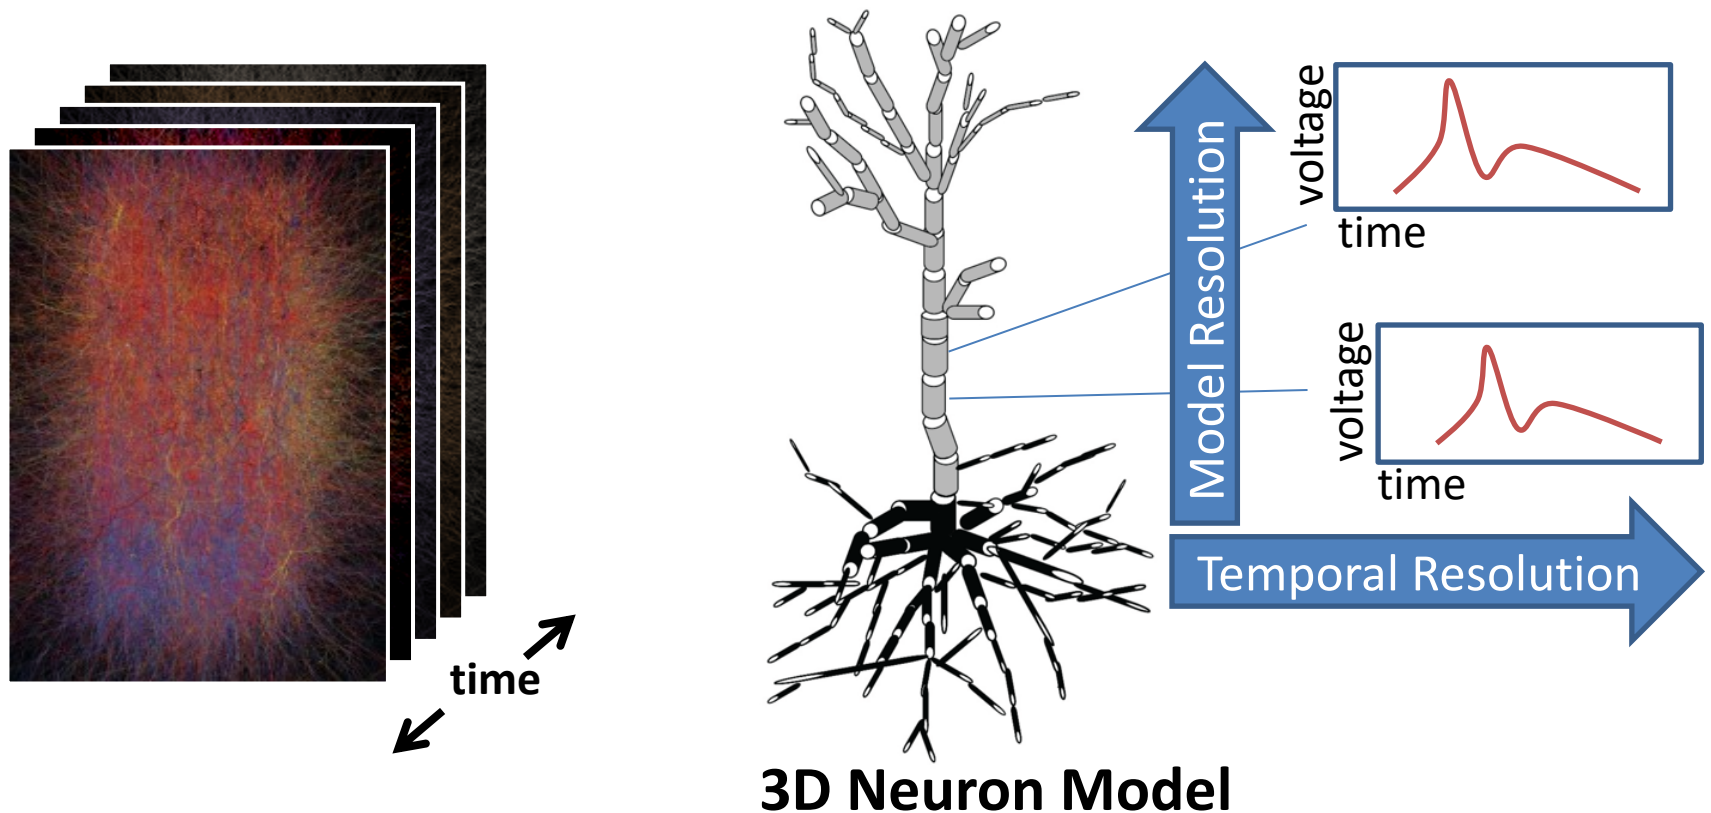 time
3D Neuron Model
Model Resolution
Temporal Resolution
voltage
time
voltage
time